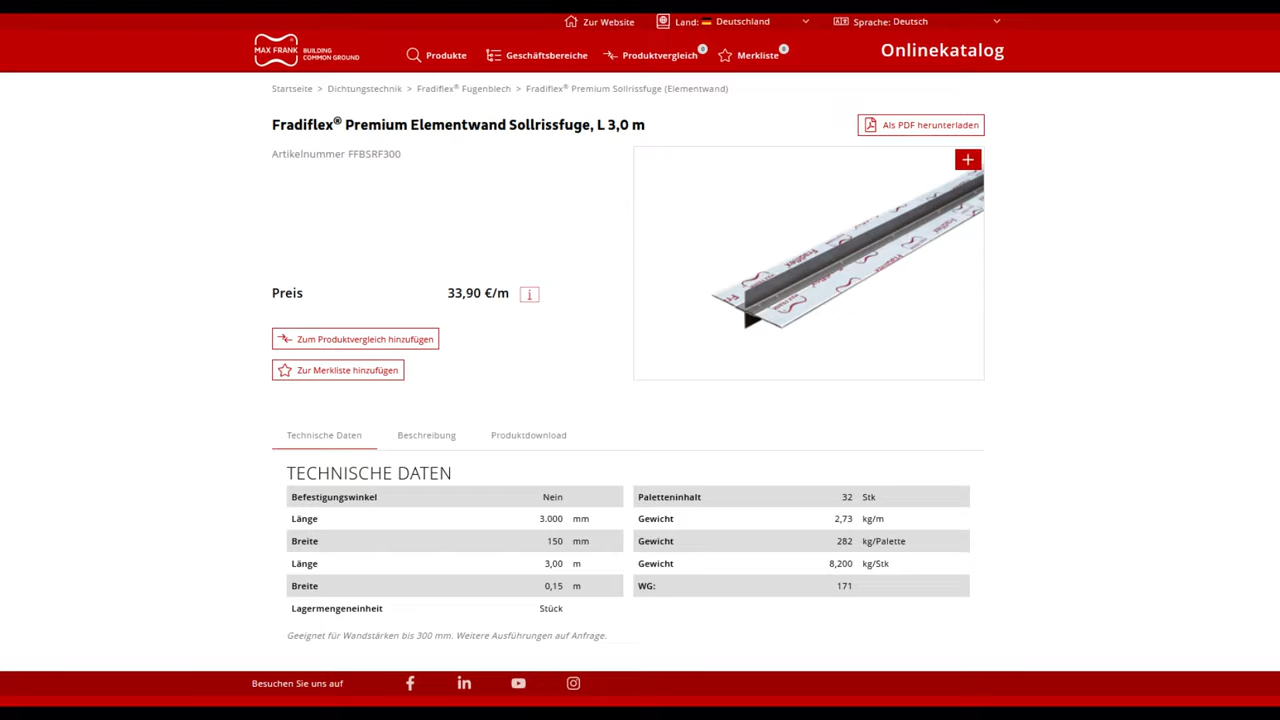 Zur Website
Land: Deutschland
Sprache: Deutsch
MAX FRANK
BUILDING
COMMON GROUND
Produkte
Geschäftsbereiche
Produktvergleich 0
Merkliste 0
Onlinekatalog
Startseite > Dichtungstechnik > Fradiflex® Fugenblech > Fradiflex® Premium Sollrissfuge (Elementwand)
Fradiflex® Premium Elementwand Sollrissfuge, L 3,0 m
Als PDF herunterladen
Artikelnummer FFBSRF300
Preis 33,90 €/m
Zum Produktvergleich hinzufügen
Zur Merkliste hinzufügen
Technische Daten Beschreibung Produktdownload
TECHNISCHE DATEN
Befestigungswinkel Nein
Länge 3.000 mm
Breite 150 mm
Länge 3,00 m
Breite 0,15 m
Lagermengeneinheit Stück
Paletteninhalt 32 Stk
Gewicht 2,73 kg/m
Gewicht 282 kg/Palette
Gewicht 8,200 kg/Stk
WG: 171
Geeignet für Wandstärken bis 300 mm. Weitere Ausführungen auf Anfrage.
Besuchen Sie uns auf